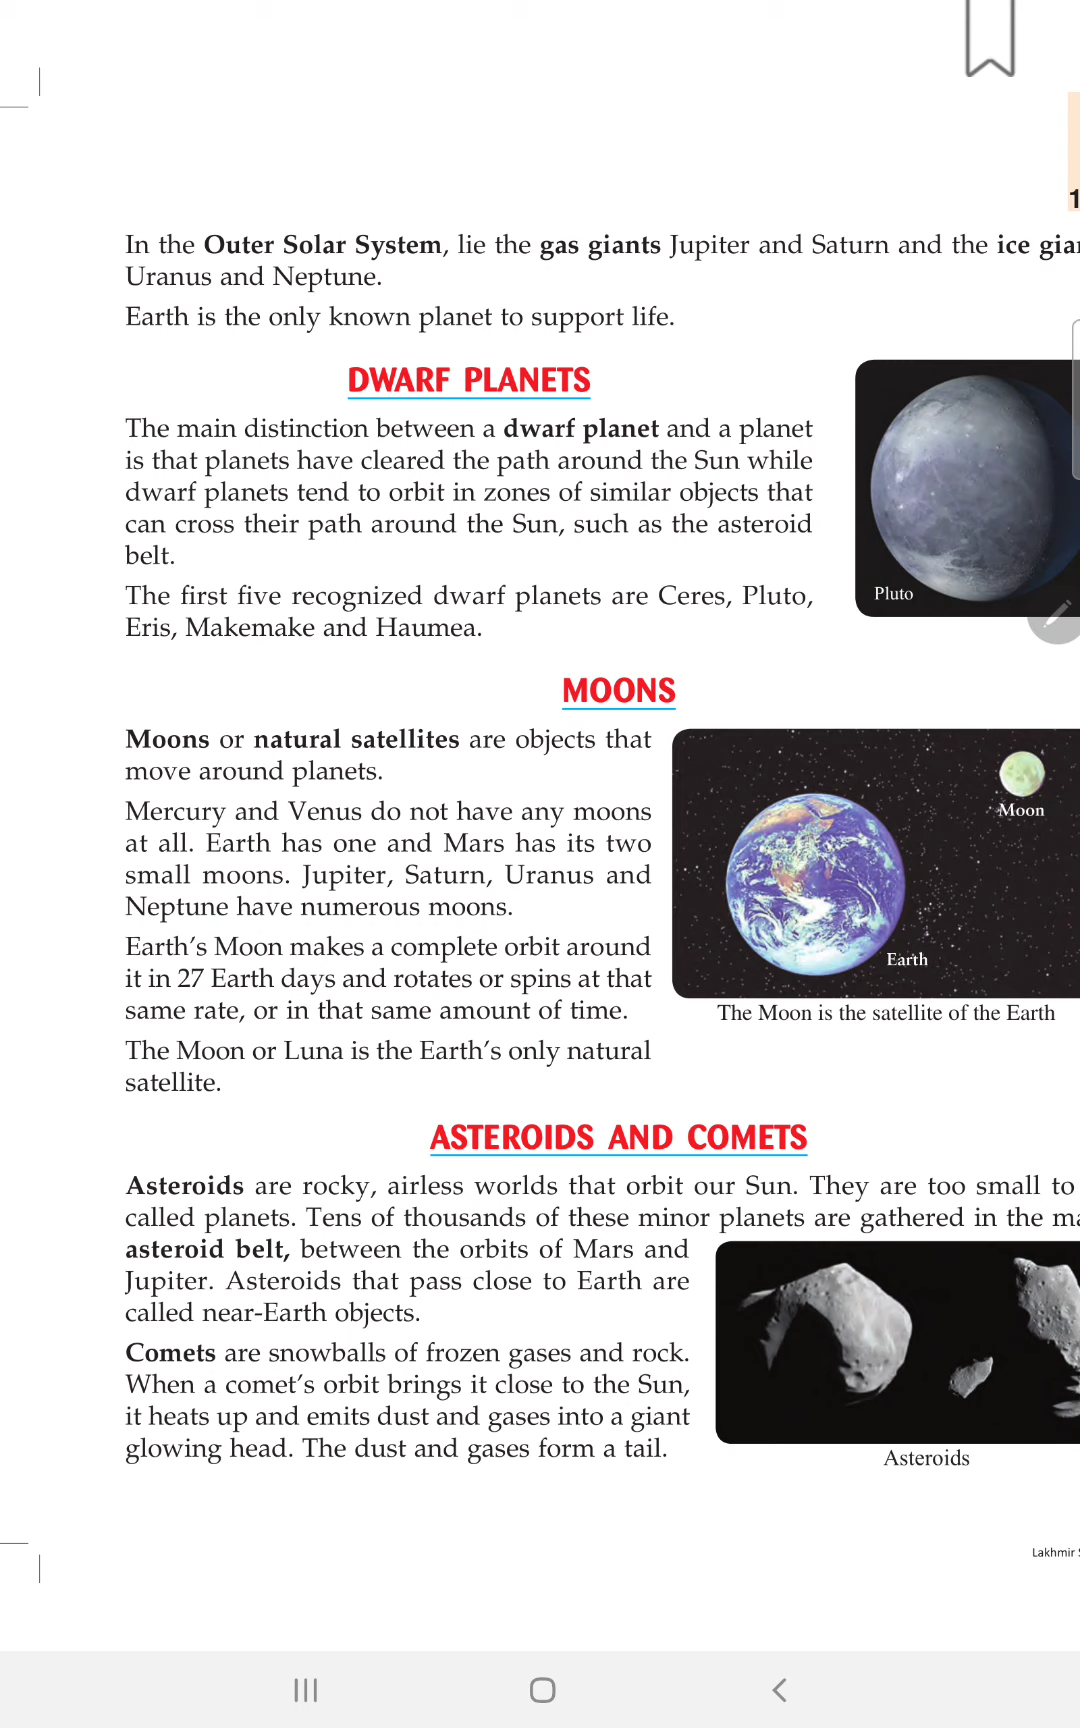 1
In the Outer Solar System, lie the gas giants Jupiter and Saturn and the ice
Uranus and Neptune.
Earth is the only known planet to support life.
DWARF PLANETS
The main distinction between a dwarf planet and a planet
is that planets have cleared the path around the Sun while
dwarf planets tend to orbit in zones of similar objects that
can cross their path around the Sun, such as the asteroid
belt.
The first five recognized dwarf planets are Ceres, Pluto,
Eris, Makemake and Haumea.
Pluto
MOONS
Moons or natural satellites are objects that
move around planets.
Mercury and Venus do not have any moons
at all. Earth has one and Mars has its two
small moons. Jupiter, Saturn, Uranus and
Neptune have numerous moons.
Earth's Moon makes a complete orbit around
it in 27 Earth days and rotates or spins at that
same rate, or in that same amount of time.
The Moon or Luna is the Earth's only natural
satellite.
Moon
Earth
The Moon is the satellite of the Earth
ASTEROIDS AND COMETS
Asteroids are rocky, airless worlds that orbit our Sun. They are too small to
called planets. Tens of thousands of these minor planets are gathered in the
asteroid belt, between the orbits of Mars and
Jupiter. Asteroids that pass close to Earth are
called near-Earth objects.
Comets are snowballs of frozen gases and rock.
When a comet's orbit brings it close to the Sun,
it heats up and emits dust and gases into a giant
glowing head. The dust and gases form a tail.
Asteroids
Lakhmir